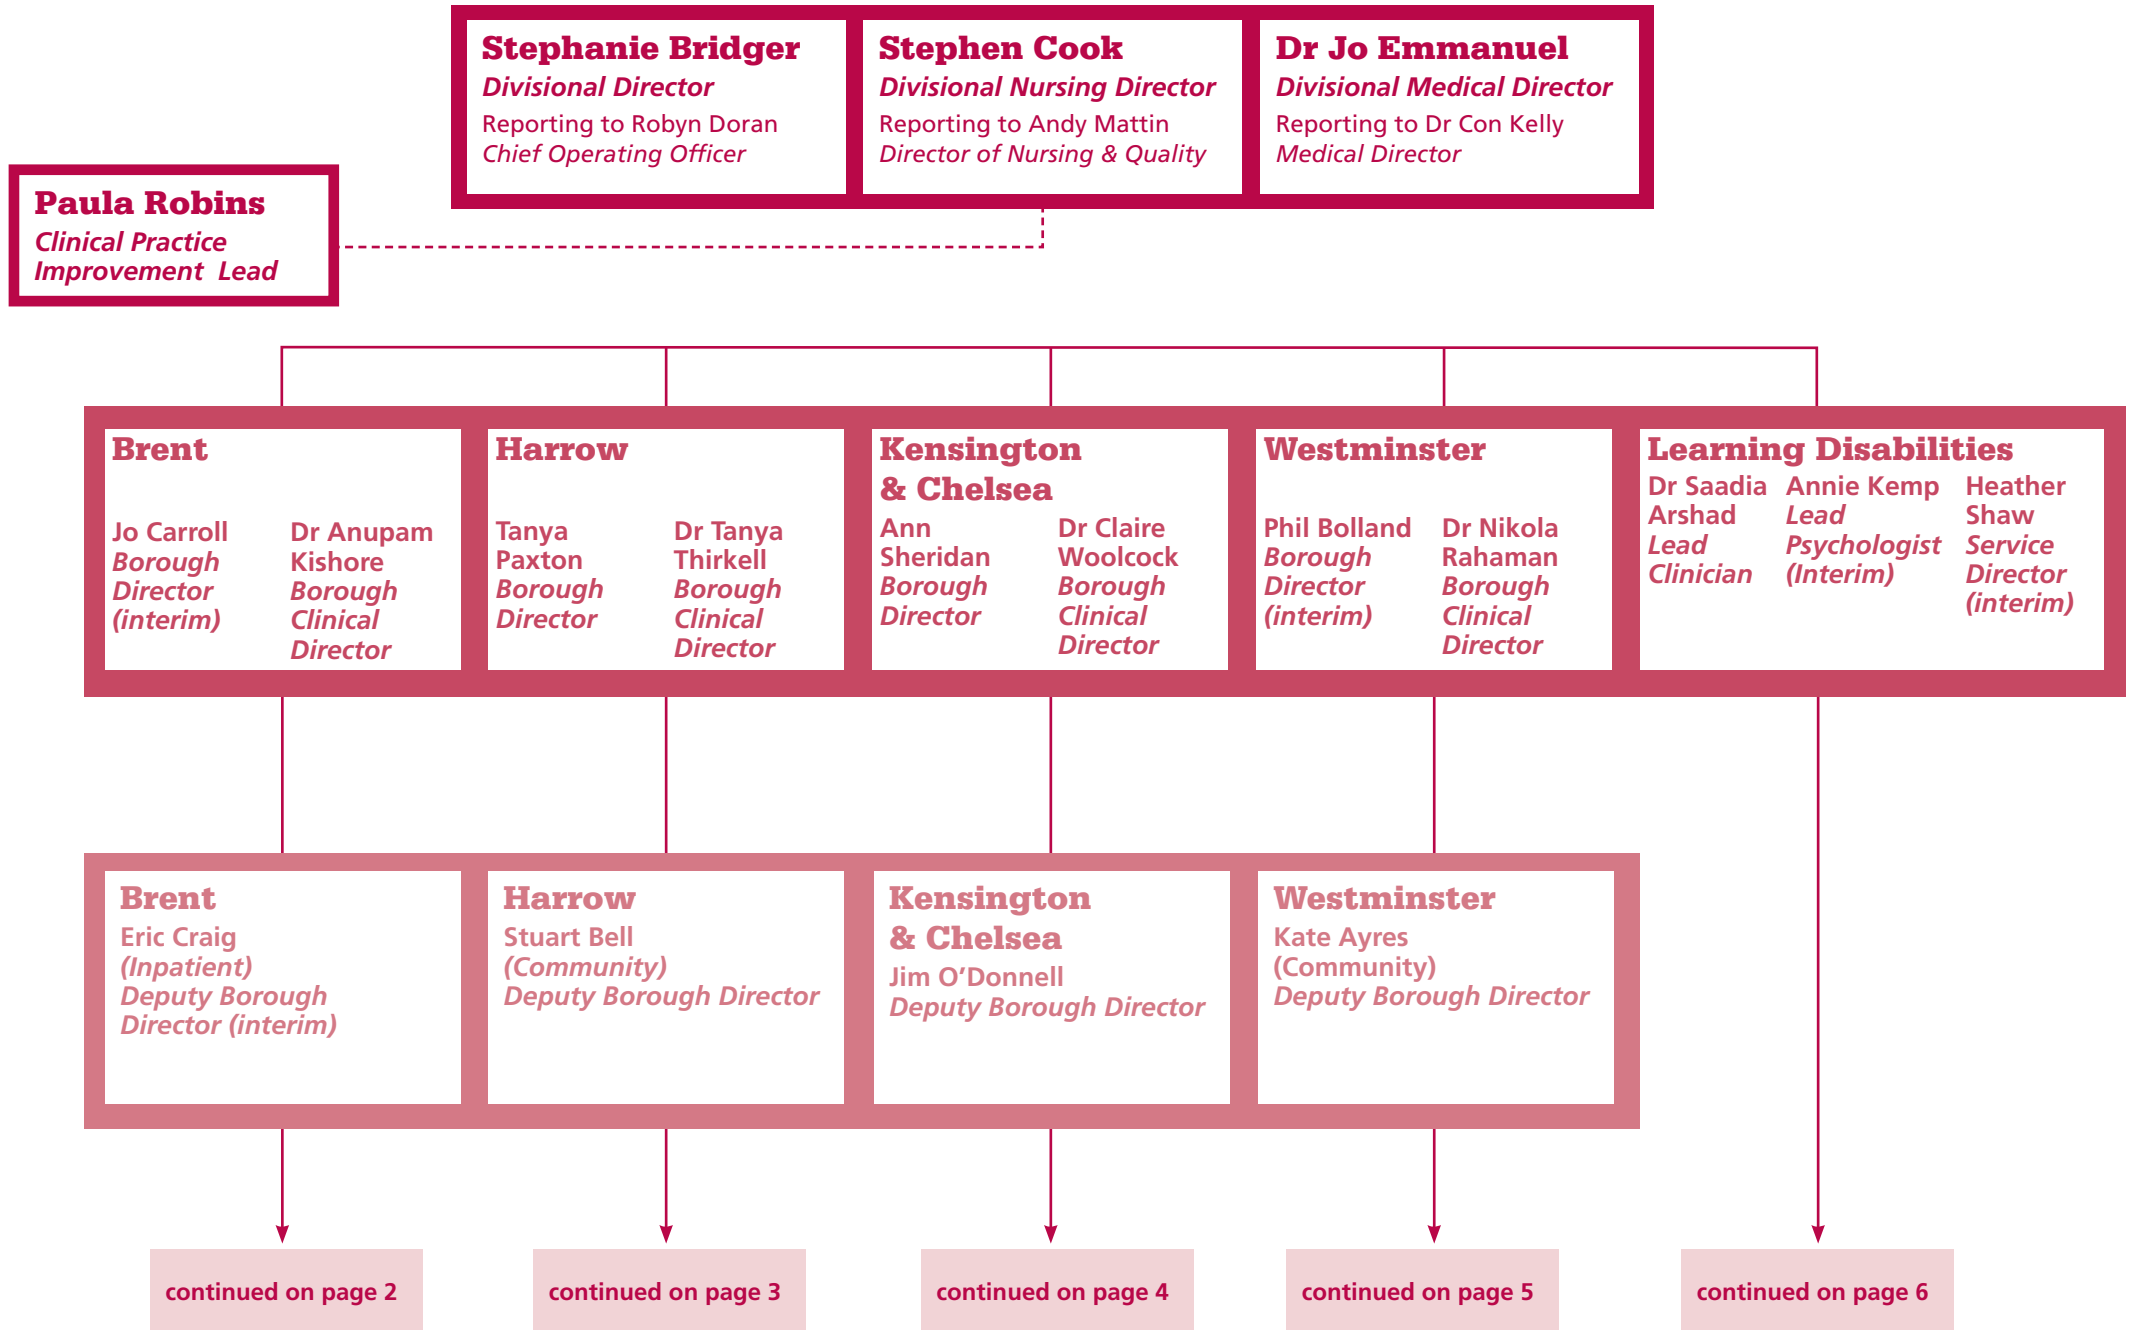 Stephanie Bridger
Divisional Director
Reporting to Robyn Doran
Chief Operating Officer
Stephen Cook
Divisional Nursing Director
Reporting to Andy Mattin
Director of Nursing & Quality
Dr Jo Emmanuel
Divisional Medical Director
Reporting to Dr Con Kelly
Medical Director
Paula Robins
Clinical Practice
Improvement Lead
Brent
Jo Carroll
Borough
Director
(interim)
Dr Anupam
Kishore
Borough
Clinical
Director
Harrow
Tanya
Paxton
Borough
Director
Dr Tanya
Thirkell
Borough
Clinical
Director
Kensington
& Chelsea
Ann
Sheridan
Borough
Director
Dr Claire
Woolcock
Borough
Clinical
Director
Westminster
Phil Bolland
Borough
Director
(interim)
Dr Nikola
Rahaman
Borough
Clinical
Director
Learning Disabilities
Dr Saadia
Arshad
Lead
Clinician
Annie Kemp
Lead
Psychologist
(Interim)
Heather
Shaw
Service
Director
(interim)
Brent
Eric Craig
(Inpatient)
Deputy Borough
Director (interim)
Harrow
Stuart Bell
(Community)
Deputy Borough Director
Kensington
& Chelsea
Jim O’Donnell
Deputy Borough Director
Westminster
Kate Ayres
(Community)
Deputy Borough Director
continued on page 2
continued on page 3
continued on page 4
continued on page 5
continued on page 6